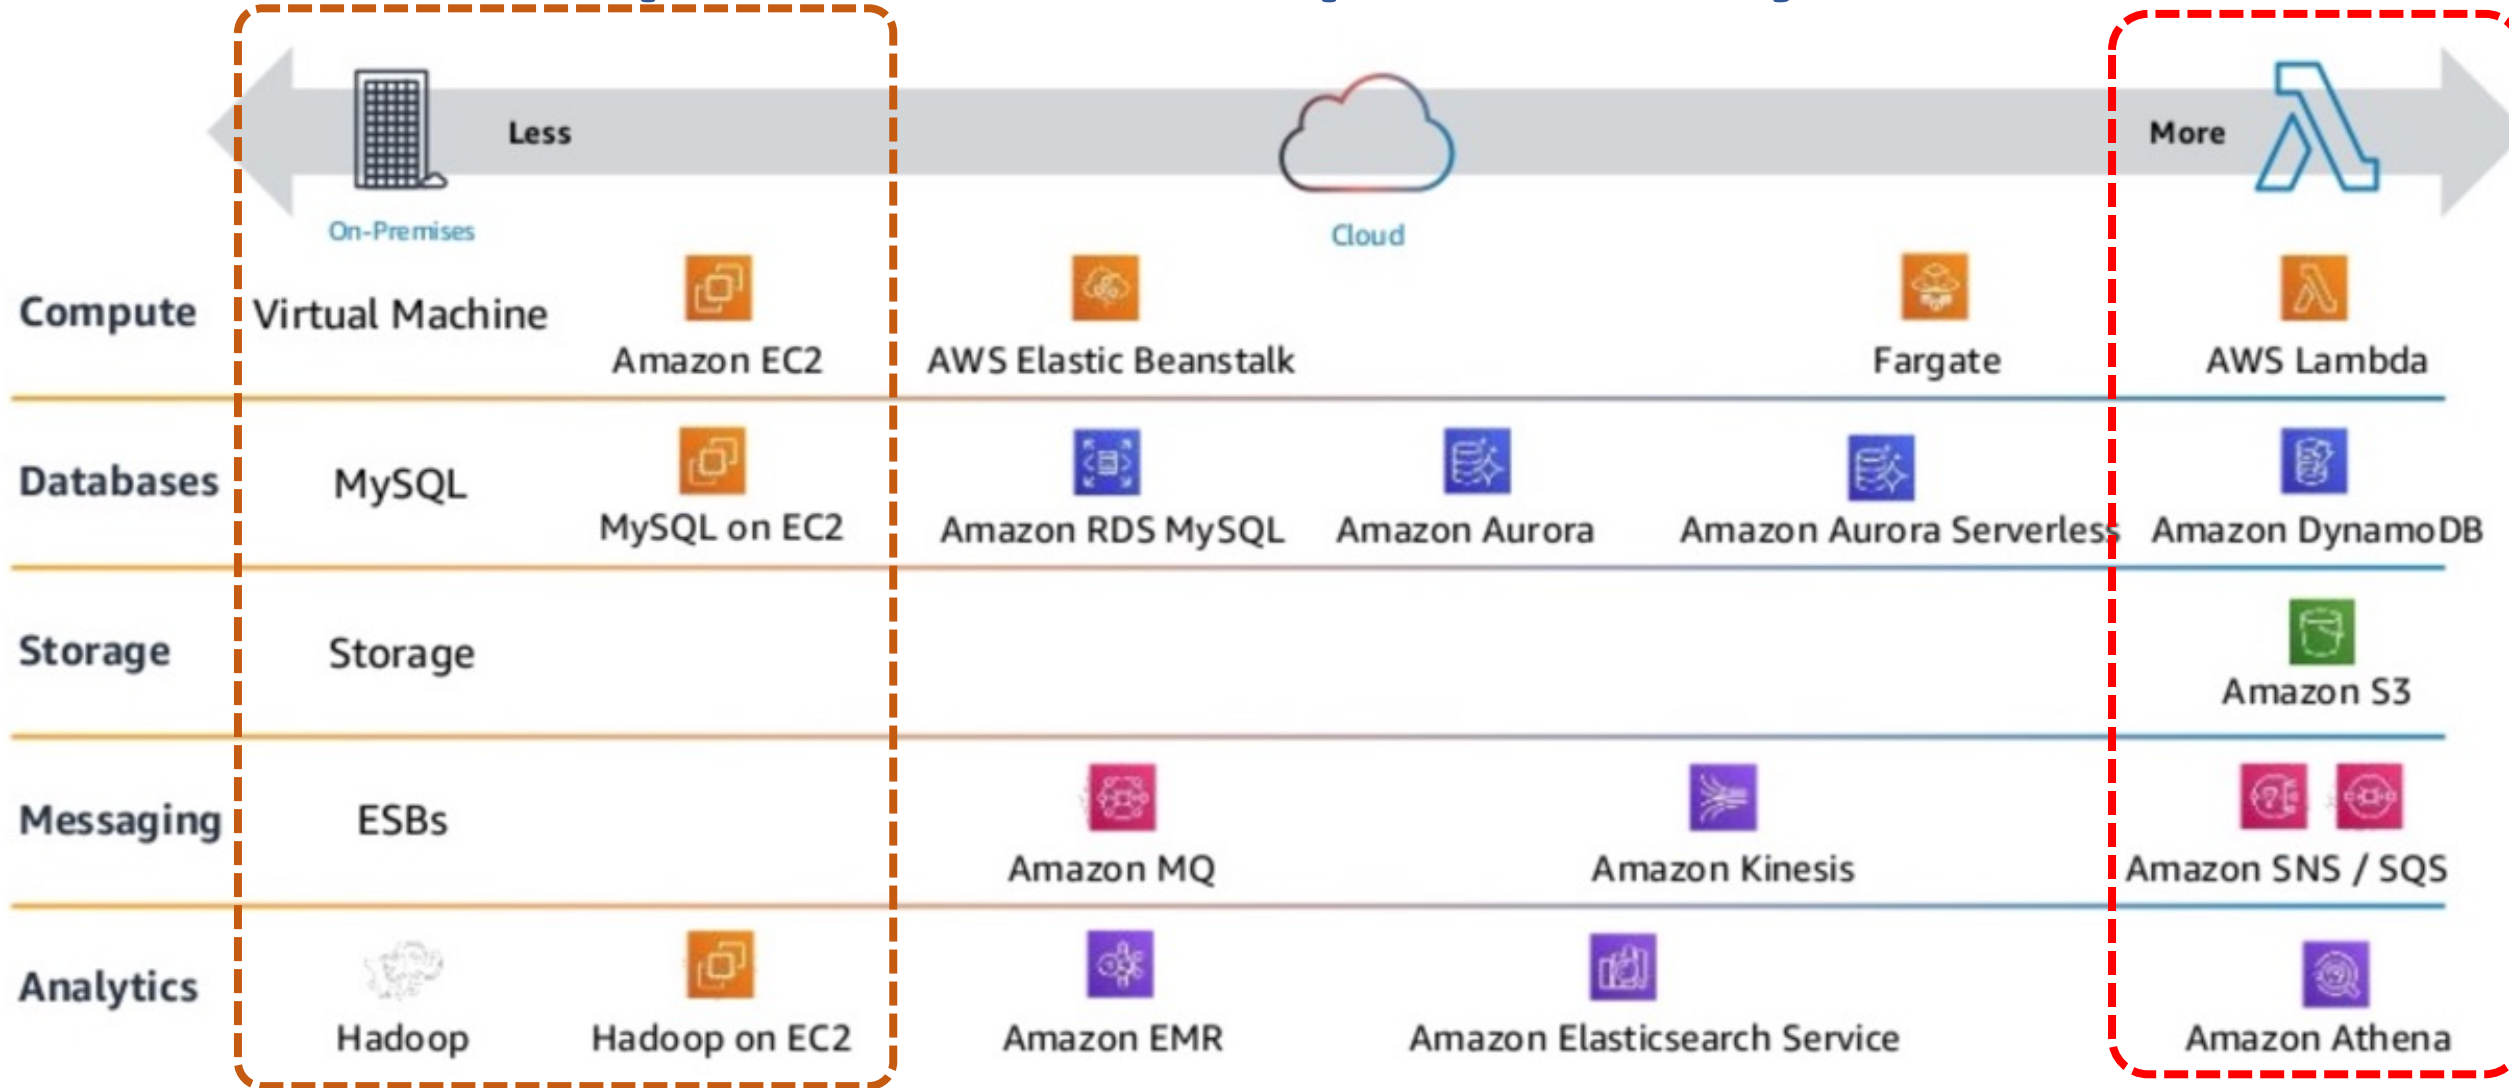 Less
More
On-Premises
Cloud
Compute
Virtual Machine
Amazon EC2
AWS Elastic Beanstalk
Fargate
AWS Lambda
Databases
MySQL
MySQL on EC2
Amazon RDS MySQL
Amazon Aurora
Amazon Aurora Serverless
Amazon DynamoDB
Storage
Storage
Amazon S3
Messaging
ESBs
Amazon MQ
Amazon Kinesis
Amazon SNS / SQS
Analytics
Hadoop
Hadoop on EC2
Amazon EMR
Amazon Elasticsearch Service
Amazon Athena